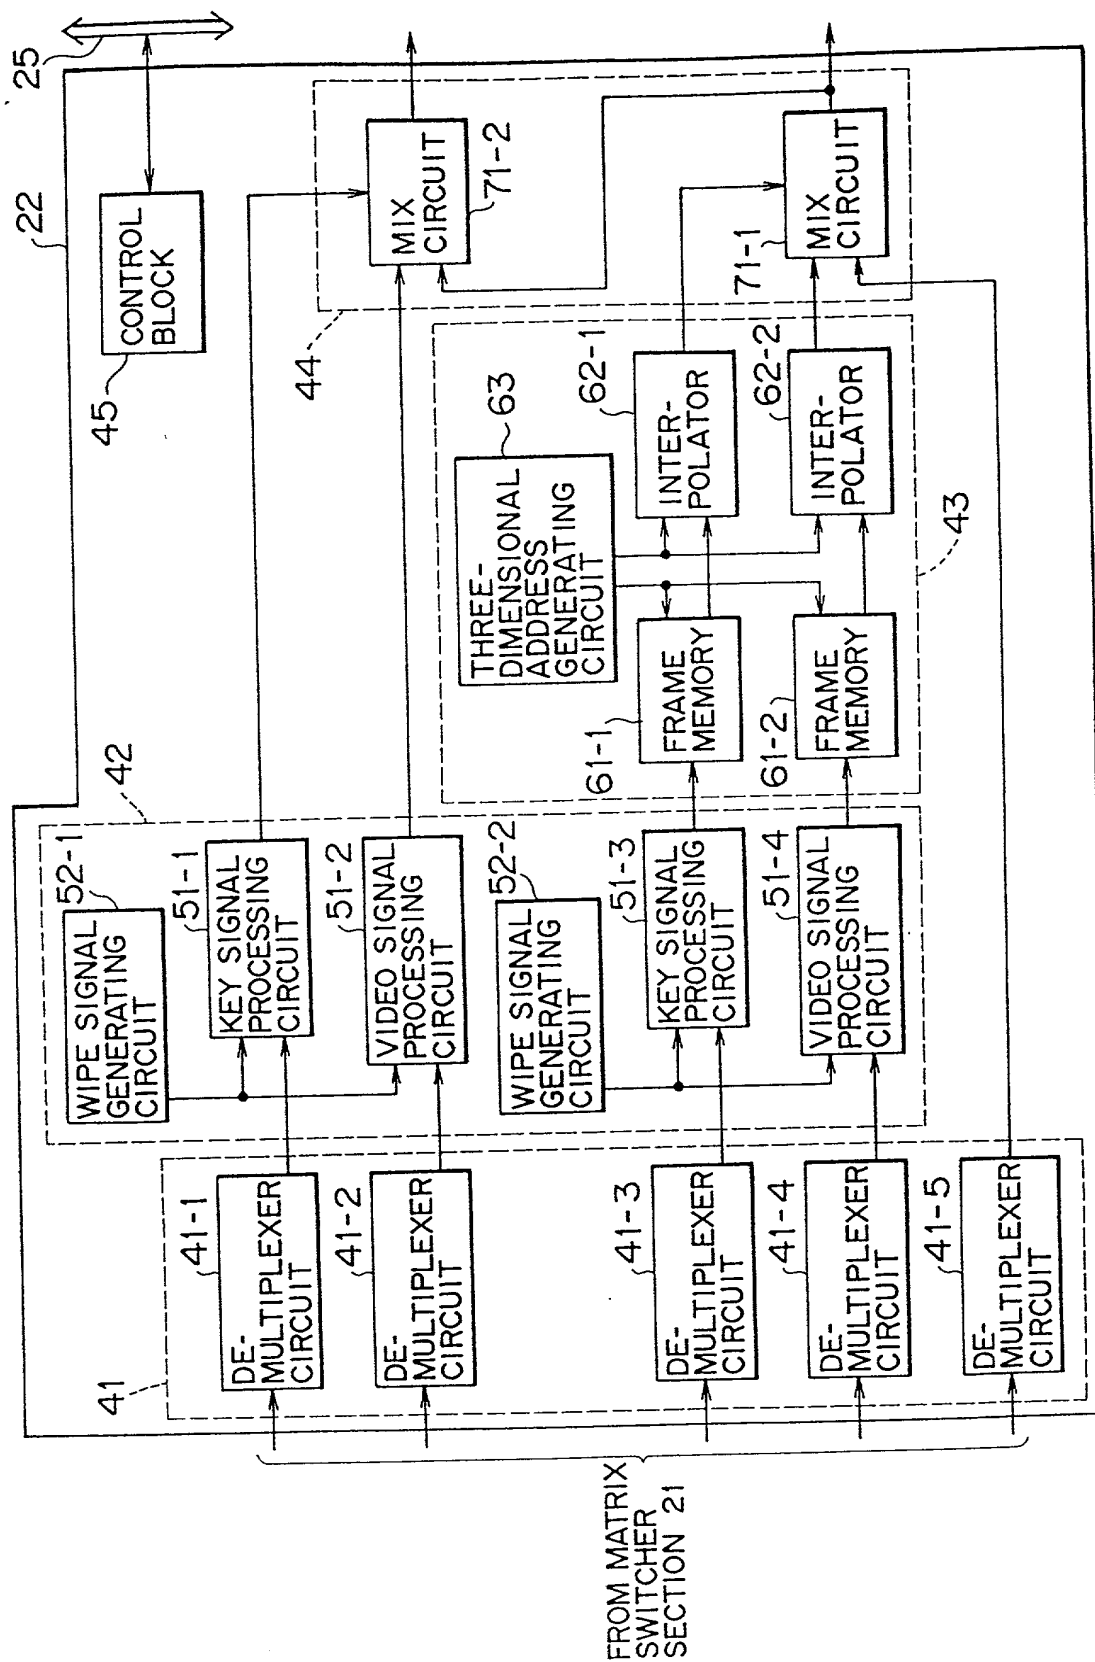 22
25
45
CONTROL
BLOCK
42
52-1
WIPE SIGNAL
GENERATING
CIRCUIT
41
41-1
DE-
MULTIPLEXER
CIRCUIT
51-1
KEY SIGNAL
PROCESSING
CIRCUIT
44
MIX
CIRCUIT
71-2
41-2
DE-
MULTIPLEXER
CIRCUIT
51-2
VIDEO SIGNAL
PROCESSING
CIRCUIT
52-2
WIPE SIGNAL
GENERATING
CIRCUIT
63
THREE-
DIMENSIONAL
ADDRESS
GENERATING
CIRCUIT
FROM MATRIX
SWITCHER
SECTION 21
41-3
DE-
MULTIPLEXER
CIRCUIT
51-3
KEY SIGNAL
PROCESSING
CIRCUIT
61-1
FRAME
MEMORY
62-1
INTER-
POLATOR
41-4
DE-
MULTIPLEXER
CIRCUIT
51-4
VIDEO SIGNAL
PROCESSING
CIRCUIT
61-2
FRAME
MEMORY
62-2
INTER-
POLATOR
71-1
MIX
CIRCUIT
41-5
DE-
MULTIPLEXER
CIRCUIT
43